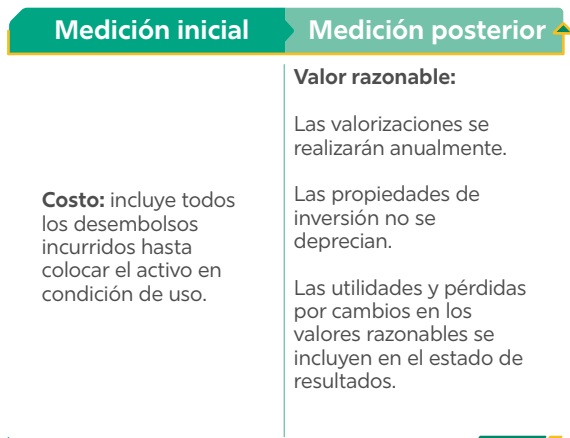 Medición inicial
Medición posterior
Costo: incluye todos
los desembolsos
incurridos hasta
colocar el activo en
condición de uso.
Valor razonable:
Las valorizaciones se
realizarán anualmente.
Las propiedades de
inversión no se
deprecian.
Las utilidades y pérdidas
por cambios en los
valores razonables se
incluyen en el estado de
resultados.